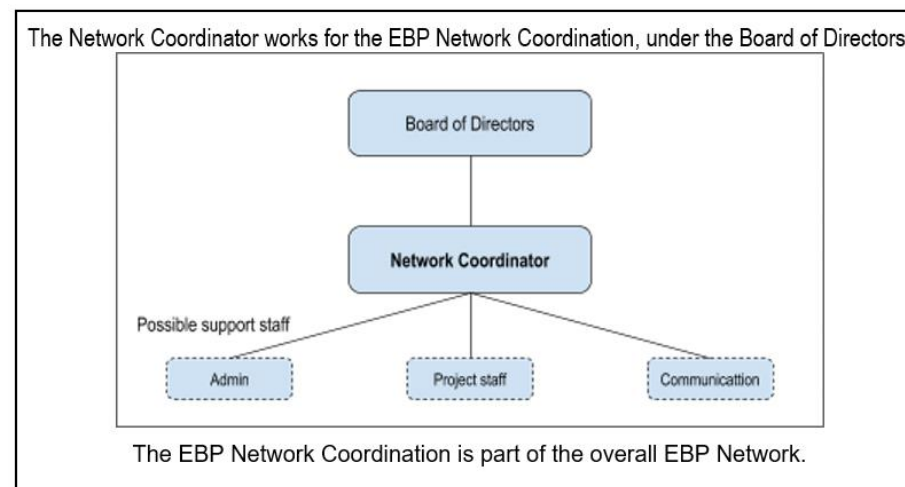 The Network Coordinator works for the EBP Network Coordination, under the Board of Directors
Board of Directors
Network Coordinator
Possible support staff
Admin
Project staff
Communicattion
The EBP Network Coordination is part of the overall EBP Network.